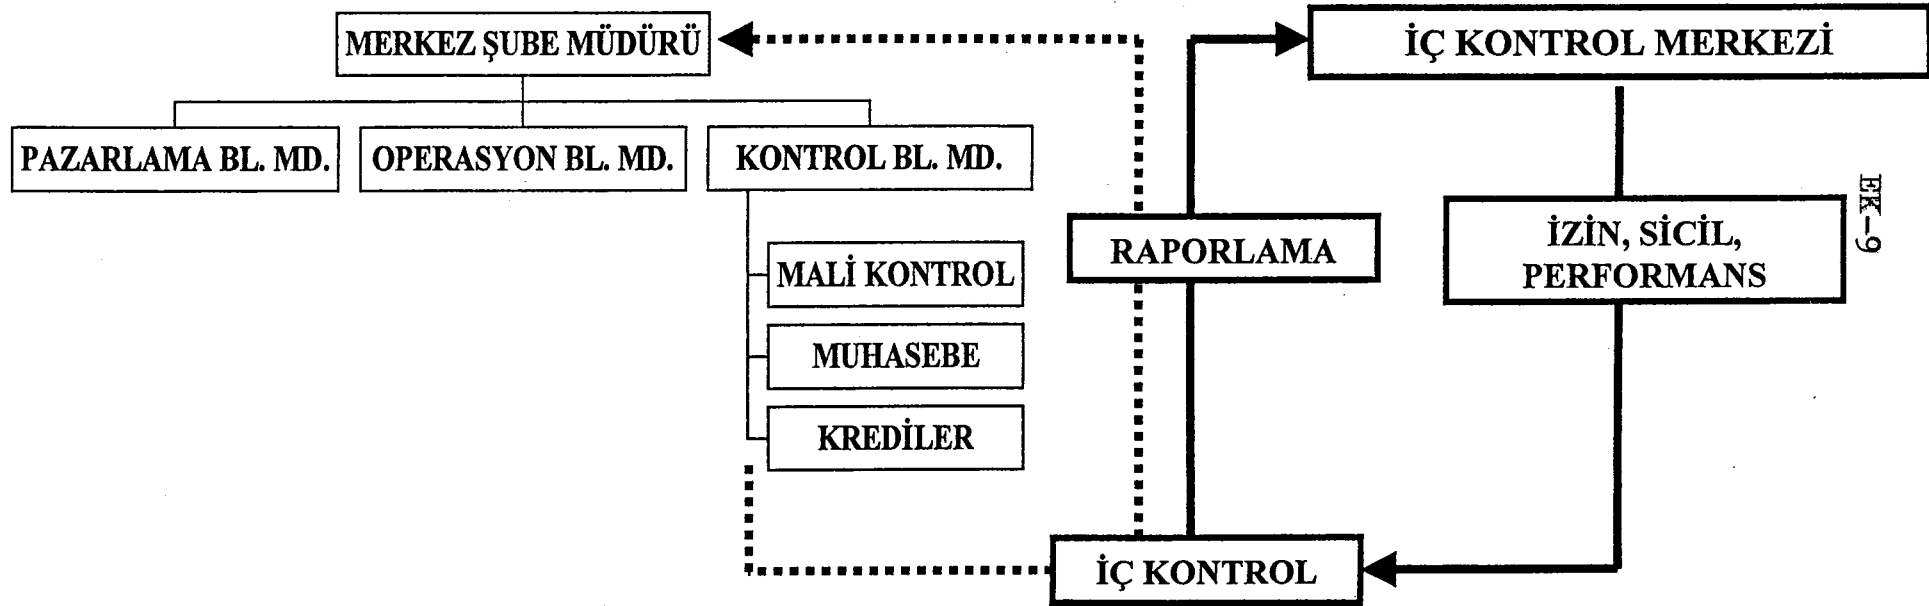 MERKEZ ŞUBE MÜDÜRÜ
İÇ KONTROL MERKEZİ
PAZARLAMA BL. MD.
OPERASYON BL. MD.
KONTROL BL. MD.
EK-9
RAPORLAMA
İZİN, SİCİL,
PERFORMANS
MALİ KONTROL
MUHASEBE
KREDİLER
İÇ KONTROL